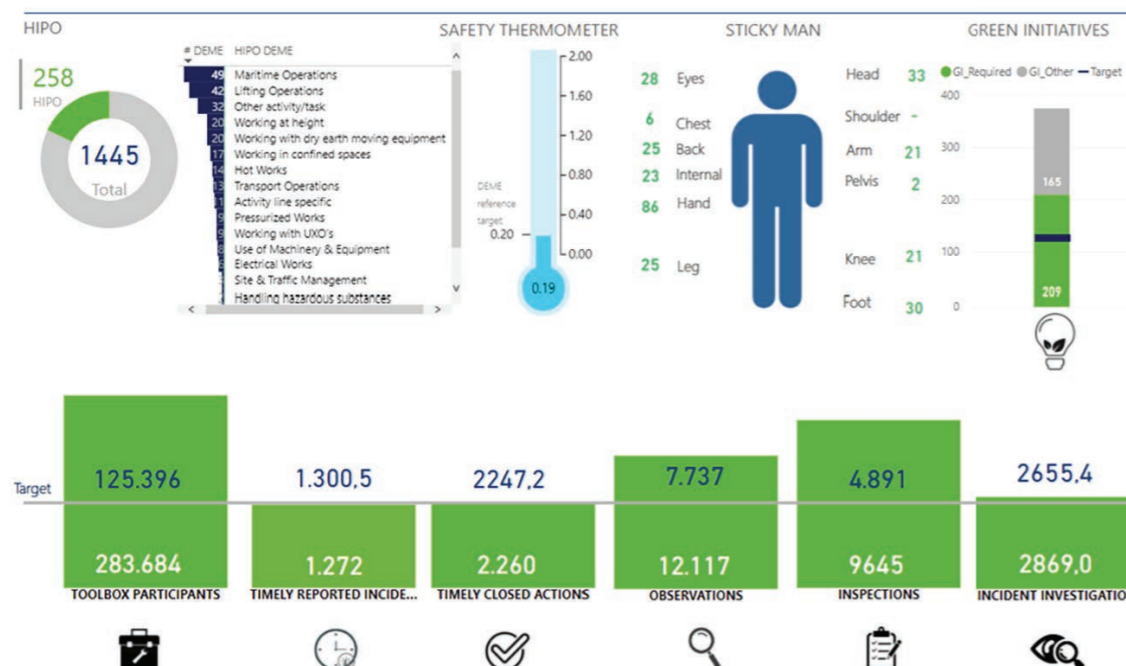 HIPO
258
HIPO
1445
Total
# DEME HIPO DEME
49 Maritime Operations
42 Lifting Operations
32 Other activity/task
20 Working at height
20 Working with dry earth moving equipment
17 Working in confined spaces
14 Hot Works
13 Transport Operations
11 Activity line specific
9 Pressurized Works
9 Working with UXO's
8 Use of Machinery & Equipment
Electrical Works
Site & Traffic Management
Handling hazardous substances
SAFETY THERMOMETER
2.00
1.60
1.20
0.80
0.40
0.00
DEME
reference
target
0.20
0.19
STICKY MAN
28 Eyes
6 Chest
25 Back
23 Internal
86 Hand
25 Leg
Head 33
Shoulder -
Arm 21
Pelvis 2
Knee 21
Foot 30
GREEN INITIATIVES
GI_Required GI_Other Target
400
300
200
100
0
165
209
Target
125.396
283.684
TOOLBOX PARTICIPANTS
1.300,5
1.272
TIMELY REPORTED INCIDE...
2247,2
2.260
TIMELY CLOSED ACTIONS
7.737
12.117
OBSERVATIONS
4.891
9645
INSPECTIONS
2655,4
2869,0
INCIDENT INVESTIGATIO